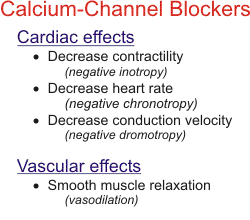 Calcium-Channel Blockers
Cardiac effects
• Decrease contractility
(negative inotropy)
• Decrease heart rate
(negative chronotropy)
• Decrease conduction velocity
(negative dromotropy)
Vascular effects
• Smooth muscle relaxation
(vasodilation)